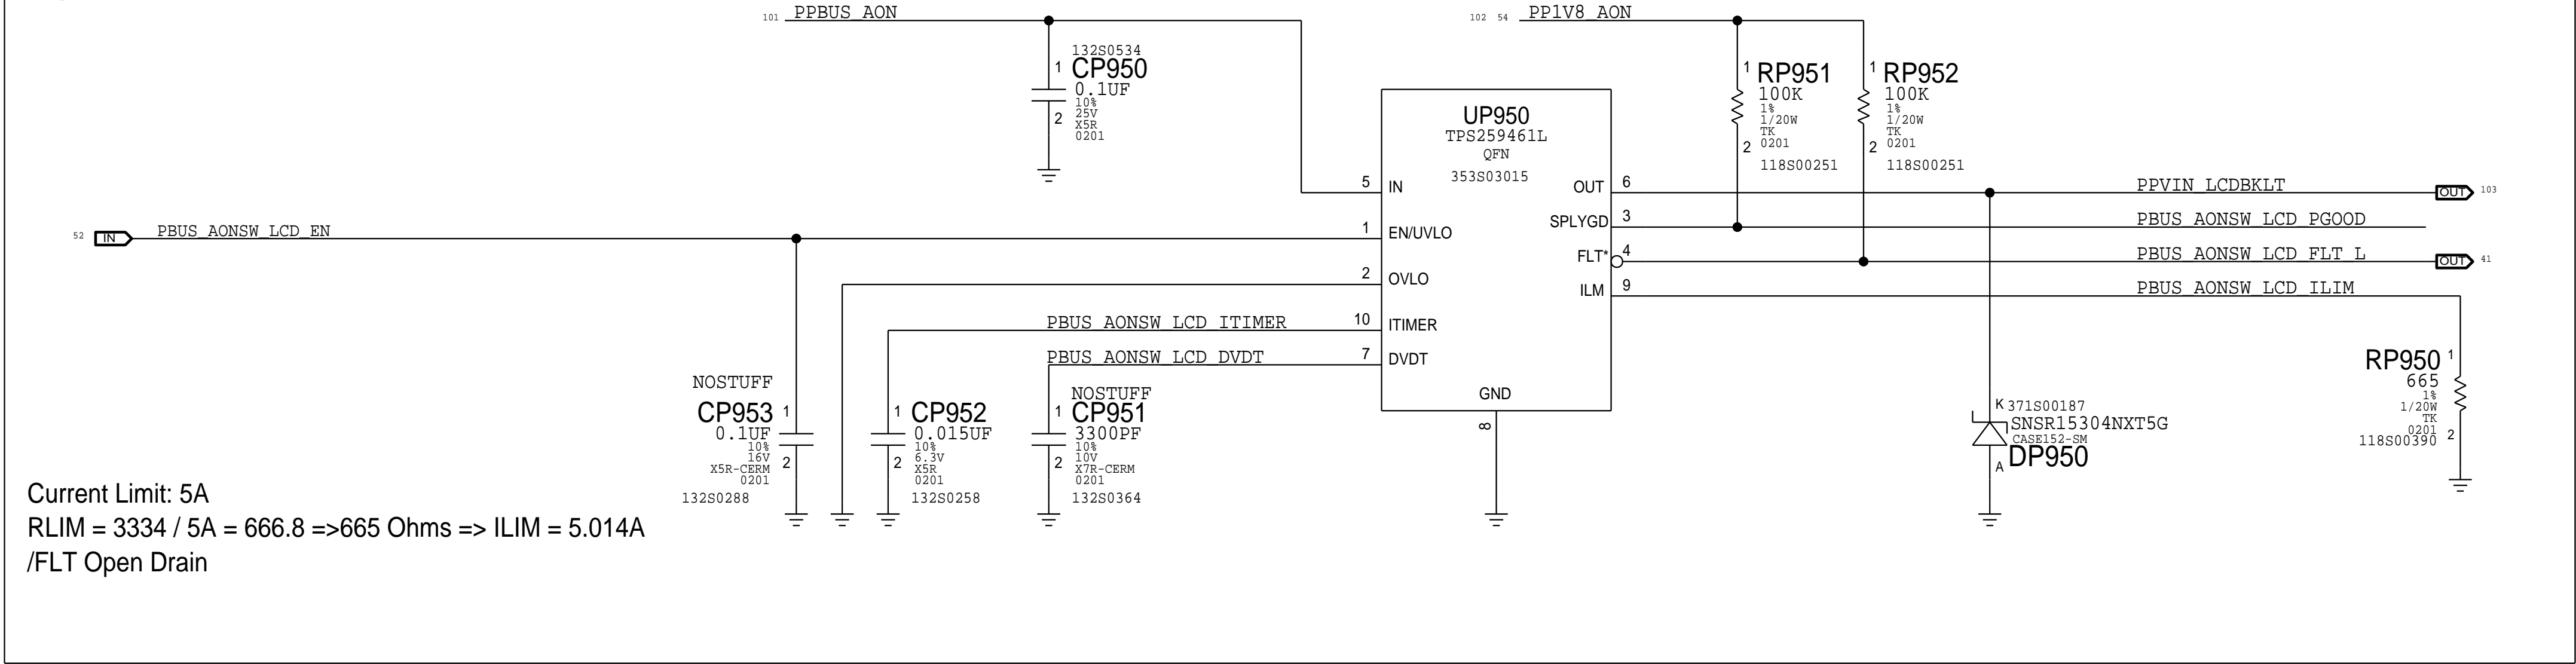 101 PPBUS_AON
102 54 PP1V8_AON
132S0534
1 CP950
0.1UF
10%
25V
2 X5R
0201
UP950
TPS259461L
QFN
353S03015
1 RP951
100K
1%
1/20W
TK
2 0201
118S00251
1 RP952
100K
1%
1/20W
TK
2 0201
118S00251
5 IN
1 EN/UVLO
2 OVLO
10 ITIMER
7 DVDT
GND
8
OUT 6
SPLYGD 3
FLT* 4
ILM 9
PPVIN_LCDBKLT OUT 103
PBUS_AONSW_LCD_PGOOD
PBUS_AONSW_LCD_FLT_L OUT 41
PBUS_AONSW_LCD_ILIM
52 IN PBUS_AONSW_LCD_EN
PBUS_AONSW_LCD_ITIMER
PBUS_AONSW_LCD_DVDT
NOSTUFF
CP953 1
0.1UF
10%
16V 2
X5R-CERM
0201
132S0288
1 CP952
0.015UF
10%
6.3V
2 X5R
0201
132S0258
NOSTUFF
1 CP951
3300PF
10%
10V
2 X7R-CERM
0201
132S0364
K 371S00187
SNSR15304NXT5G
CASE152-SM
A DP950
RP950 1
665
1%
1/20W
TK
0201 2
118S00390
Current Limit: 5A
RLIM = 3334 / 5A = 666.8 =>665 Ohms => ILIM = 5.014A
/FLT Open Drain